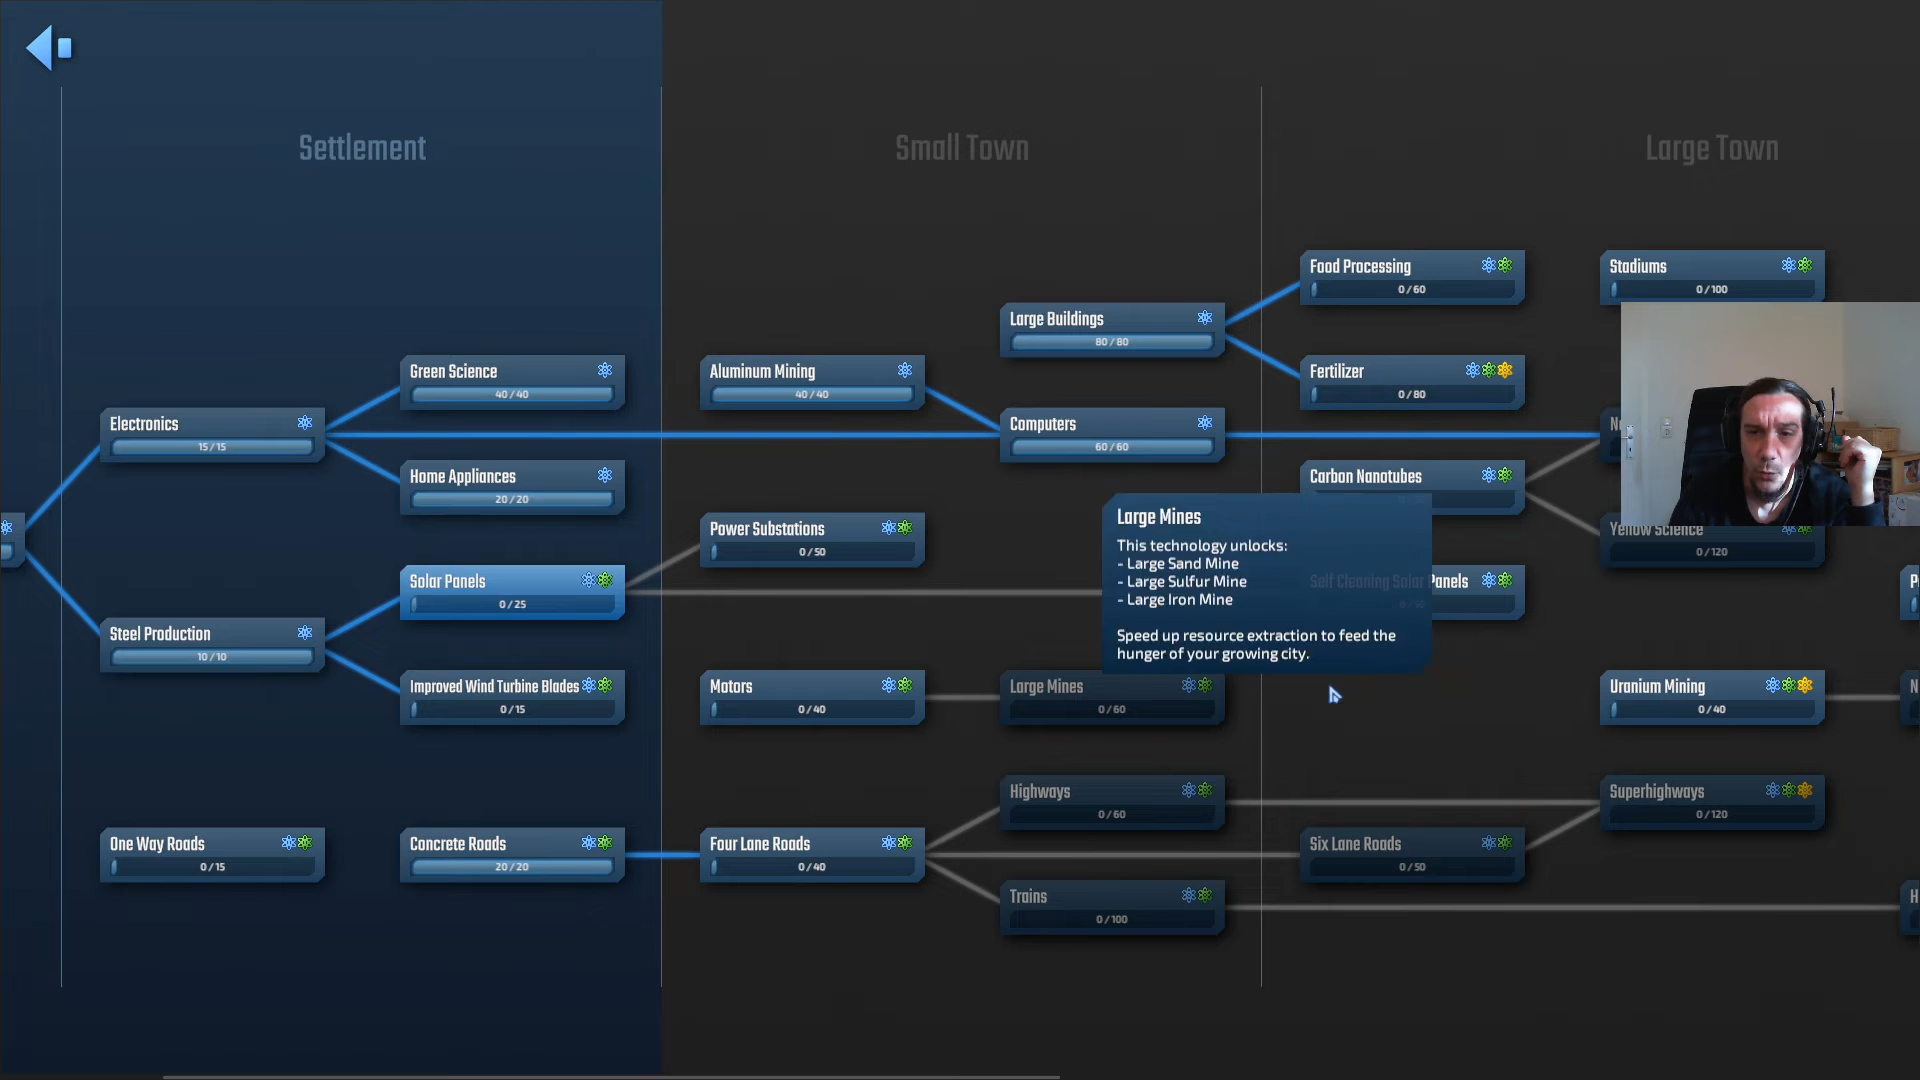 Settlement
Small Town
Large Town
Food Processing
0/60
Stadiums
0/100
Large Buildings
80/80
Green Science
40/40
Aluminum Mining
40/40
Fertilizer
0/80
Electronics
15/15
Computers
60/60
Home Appliances
20/20
Carbon Nanotubes
Power Substations
0/50
Yellow Science
0/120
Large Mines
This technology unlocks:
- Large Sand Mine
- Large Sulfur Mine
- Large Iron Mine
Speed up resource extraction to feed the
hunger of your growing city.
Solar Panels
0/25
Self Cleaning Solar Panels
Steel Production
10/10
Improved Wind Turbine Blades
0/15
Motors
0/40
Large Mines
0/60
Uranium Mining
0/40
Highways
0/60
Superhighways
0/120
One Way Roads
0/15
Concrete Roads
20/20
Four Lane Roads
0/40
Six Lane Roads
0/50
Trains
0/100